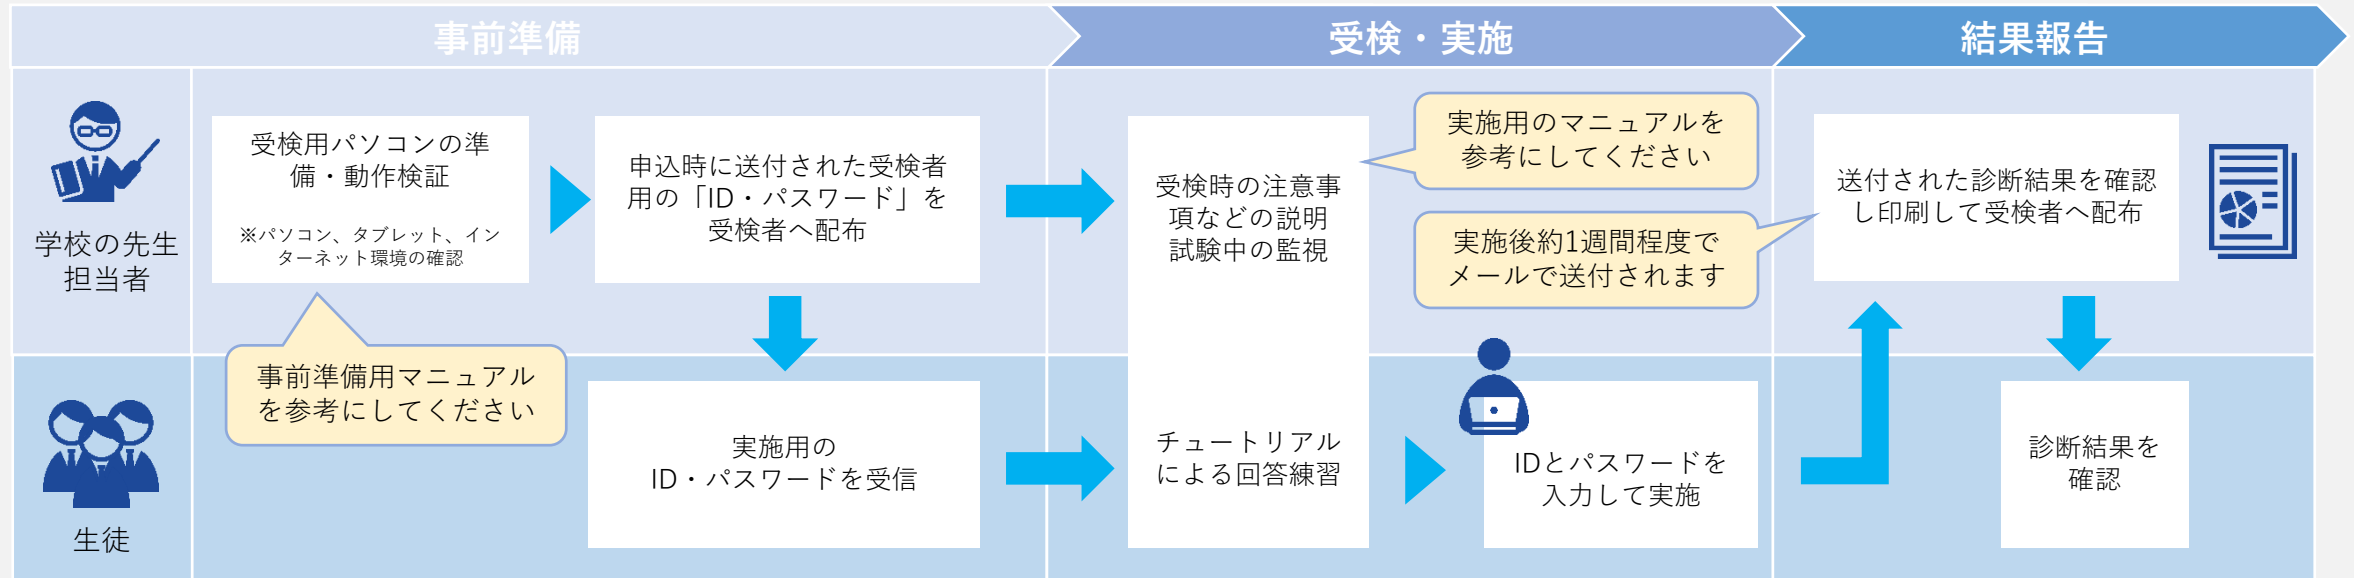 事前準備
受検・実施
結果報告
学校の先生
担当者
受検用パソコンの準
備・動作検証
※パソコン、タブレット、イン
ターネット環境の確認
事前準備用マニュアル
を参考にしてください
申込時に送付された受検者
用の「ID・パスワード」を
受検者へ配布
受検時の注意事
項などの説明
試験中の監視
実施用のマニュアルを
参考にしてください
実施後約1週間程度で
メールで送付されます
送付された診断結果を確認
し印刷して受検者へ配布
生徒
実施用の
ID・パスワードを受信
チュートリアル
による回答練習
IDとパスワードを
入力して実施
診断結果を
確認